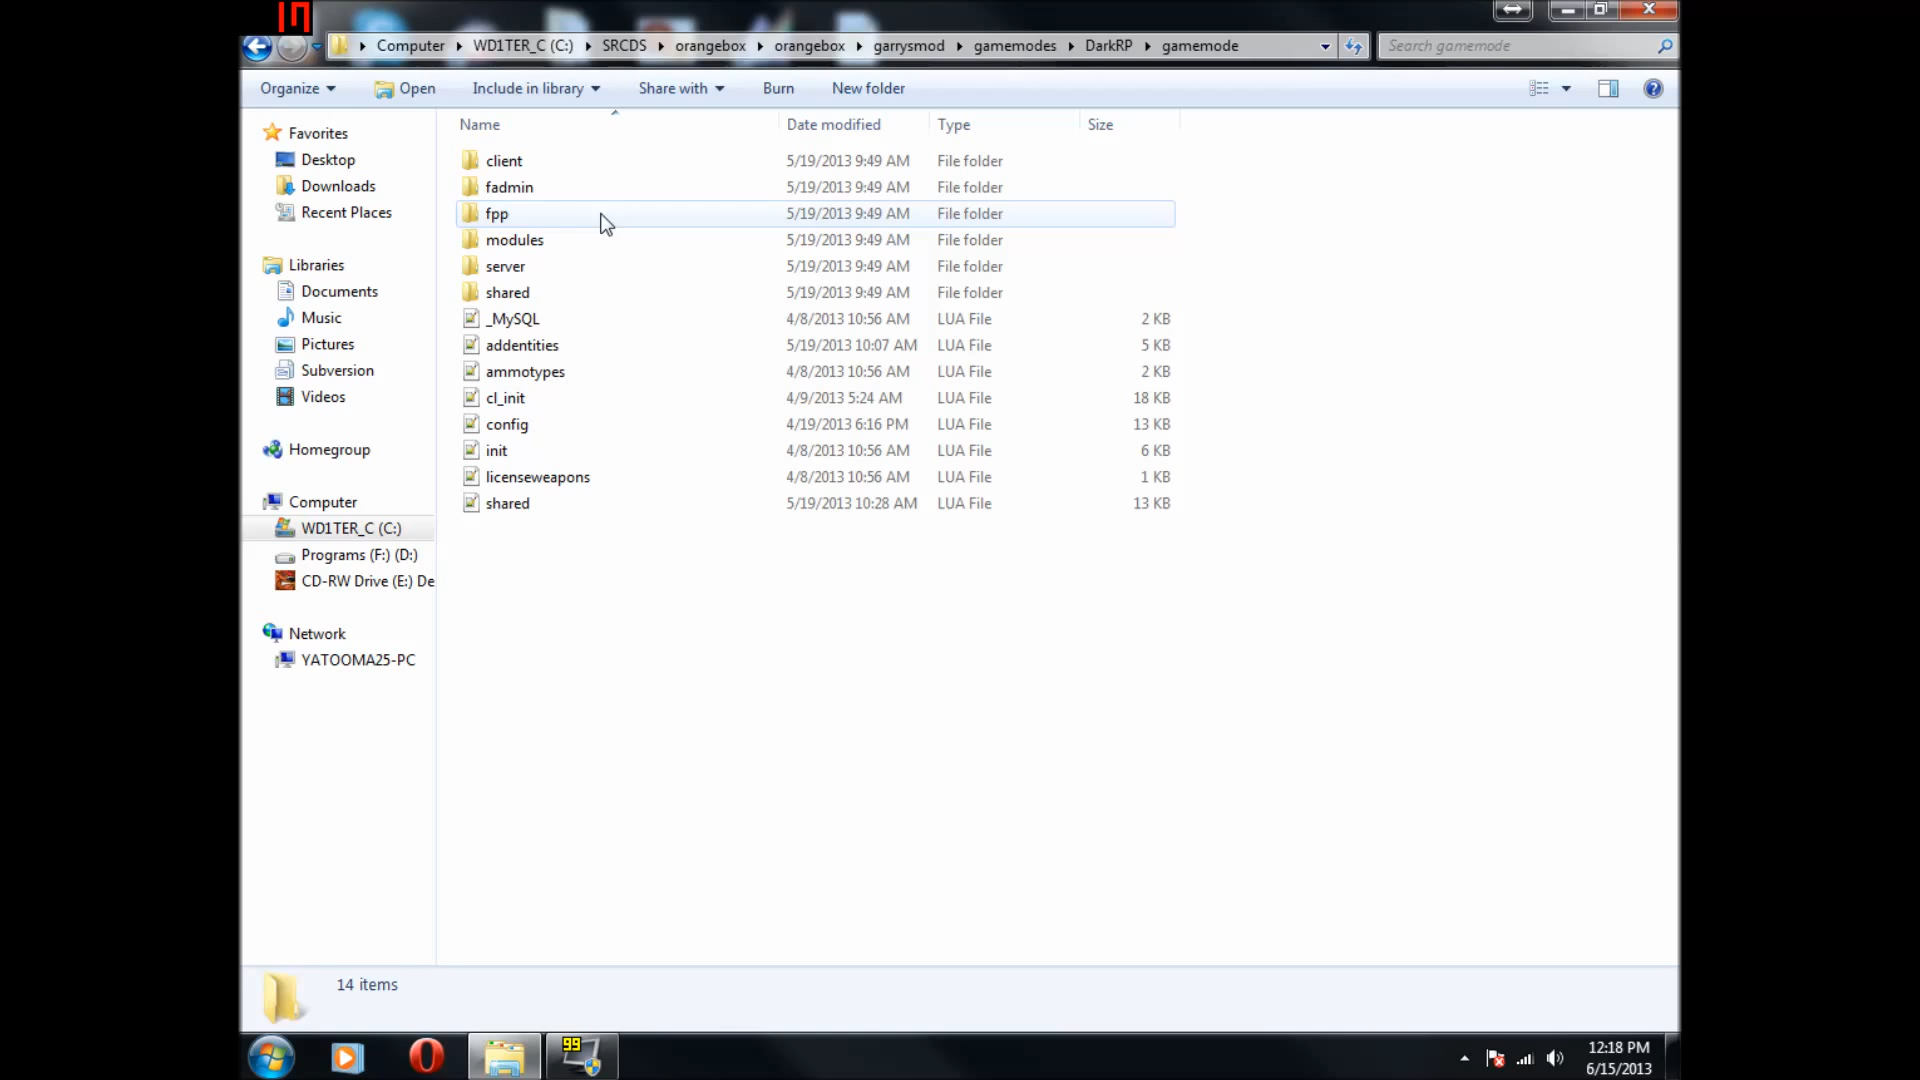 Computer WD1TER_C (C:) SRCDS orangebox orangebox garrysmod gamemodes DarkRP gamemode Search gamemode
Organize Open Include in library Share with Burn New folder
Name Date modified Type Size
Favorites
Desktop
Downloads
Recent Places
Libraries
Documents
Music
Pictures
Subversion
Videos
Homegroup
Computer
WD1TER_C (C:)
Programs (F:) (D:)
CD-RW Drive (E:) De
Network
YATOOMA25-PC
client 5/19/2013 9:49 AM File folder
fadmin 5/19/2013 9:49 AM File folder
fpp 5/19/2013 9:49 AM File folder
modules 5/19/2013 9:49 AM File folder
server 5/19/2013 9:49 AM File folder
shared 5/19/2013 9:49 AM File folder
_MySQL 4/8/2013 10:56 AM LUA File 2 KB
addentities 5/19/2013 10:07 AM LUA File 5 KB
ammotypes 4/8/2013 10:56 AM LUA File 2 KB
cl_init 4/9/2013 5:24 AM LUA File 18 KB
config 4/19/2013 6:16 PM LUA File 13 KB
init 4/8/2013 10:56 AM LUA File 6 KB
licenseweapons 4/8/2013 10:56 AM LUA File 1 KB
shared 5/19/2013 10:28 AM LUA File 13 KB
14 items
99
12:18 PM
6/15/2013